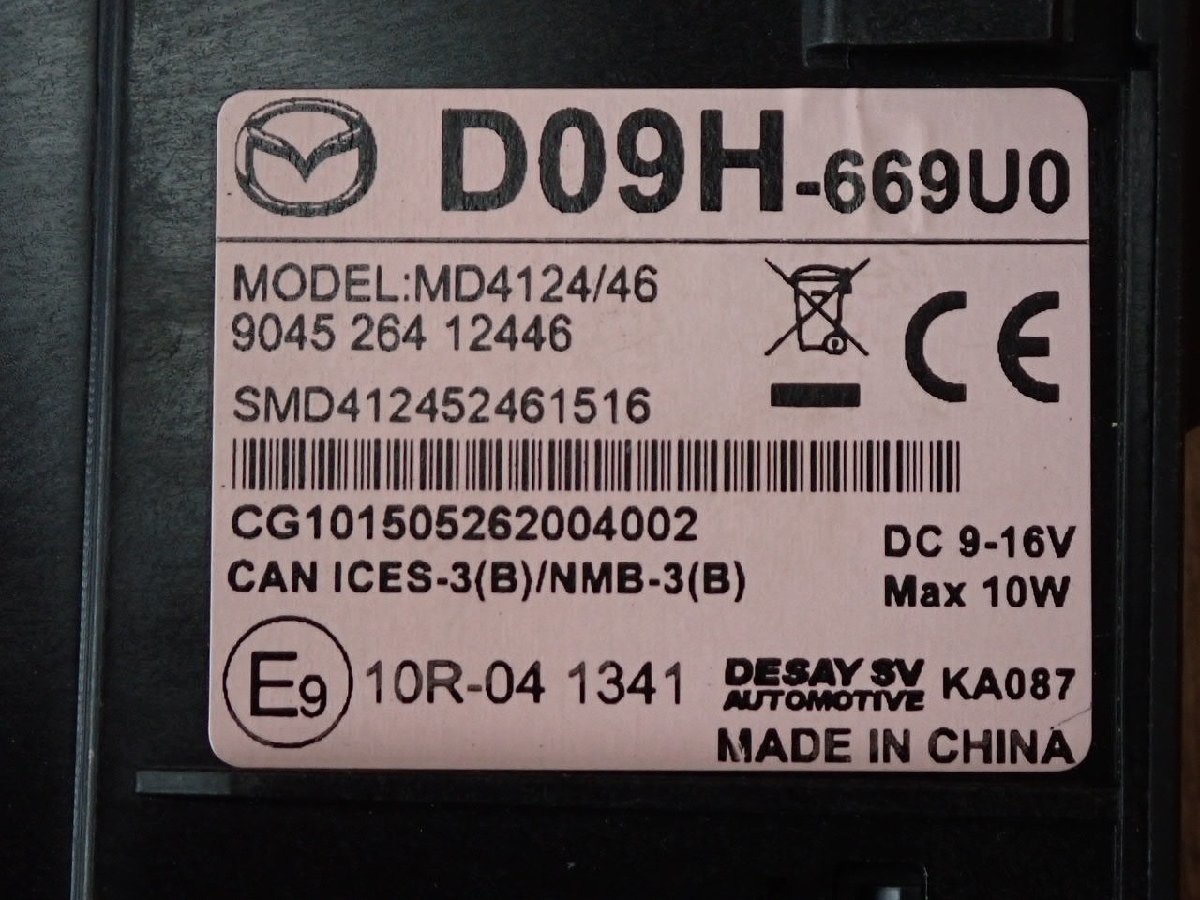 D09H-669U0
MODEL:MD4124/46
9045 264 12446
CE
SMD412452461516
CG101505262004002
DC 9-16V
CAN ICES-3(B)/NMB-3(B)
Max 10W
E9 10R-04 1341
DESAY SV
AUTOMOTIVE
KA087
MADE IN CHINA